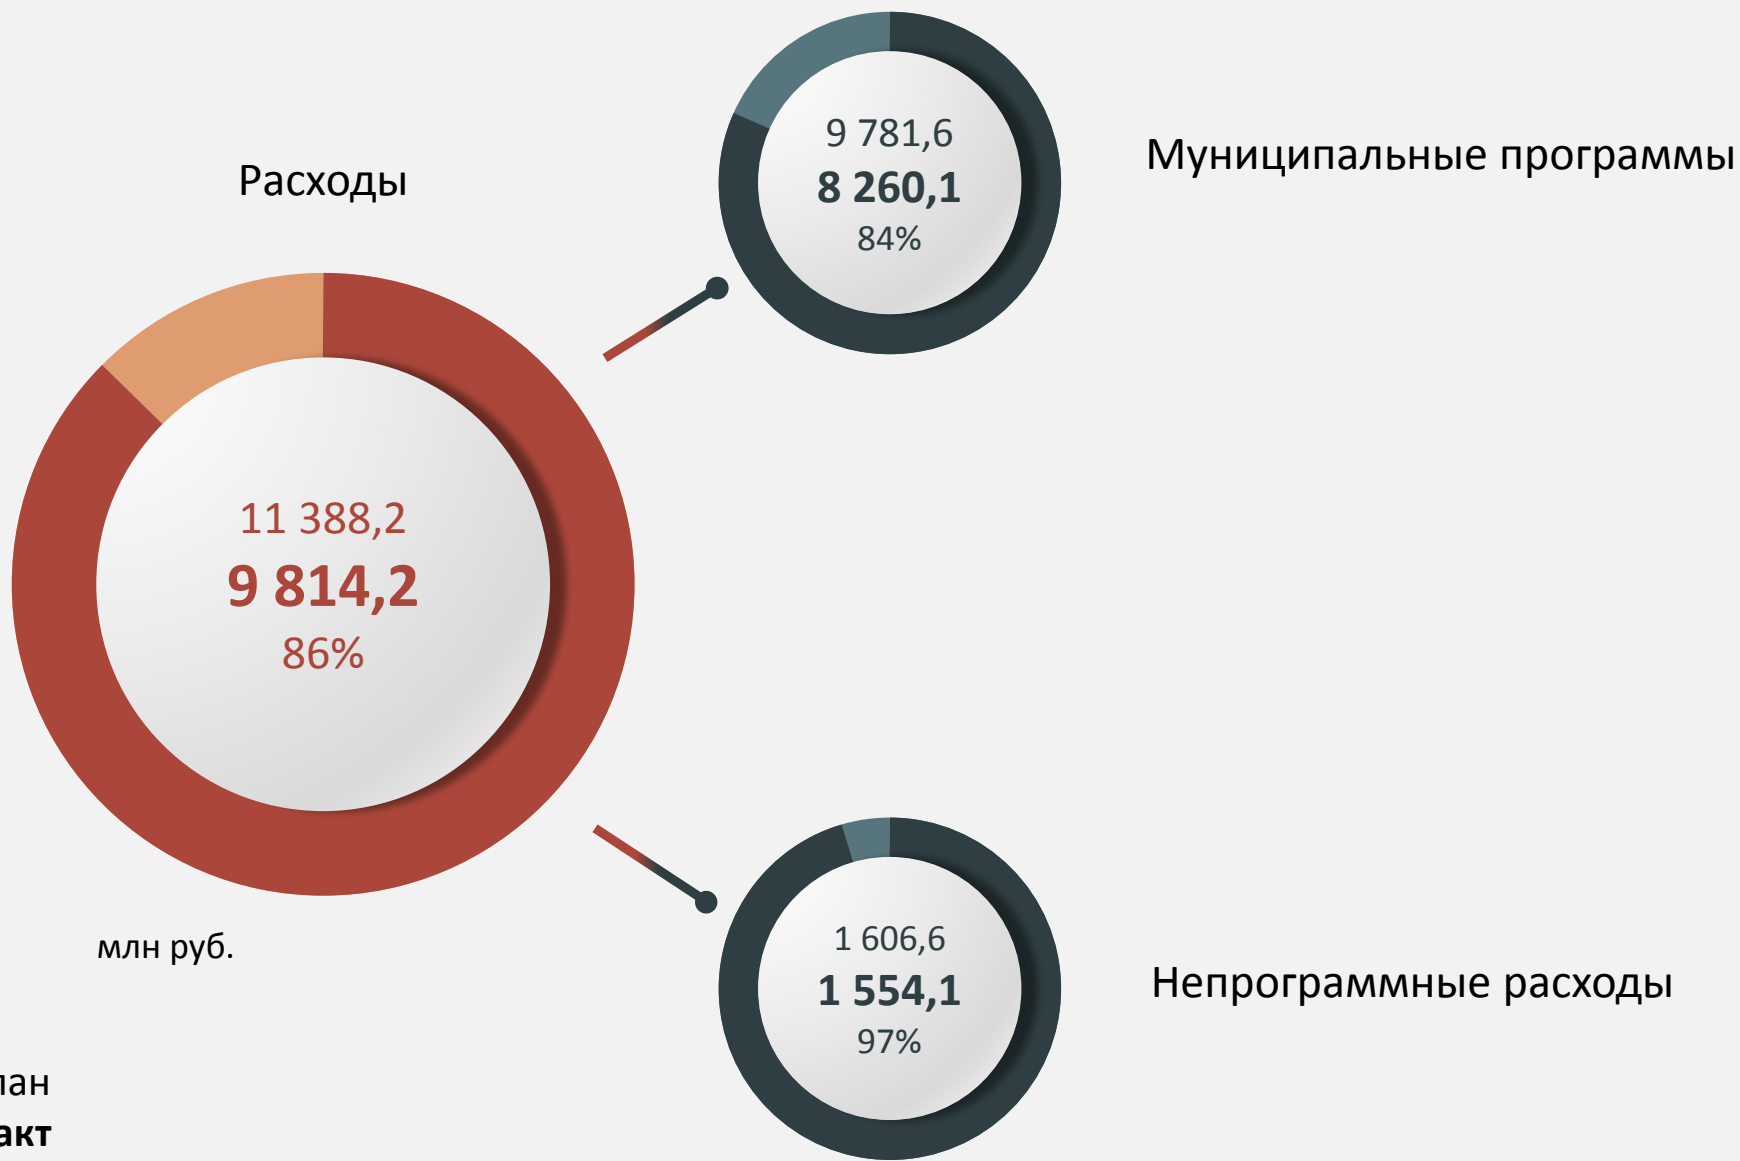 Расходы
11 388,2
9 814,2
86%
млн руб.
9 781,6
8 260,1
84%
Муниципальные программы
1 606,6
1 554,1
97%
Непрограммные расходы